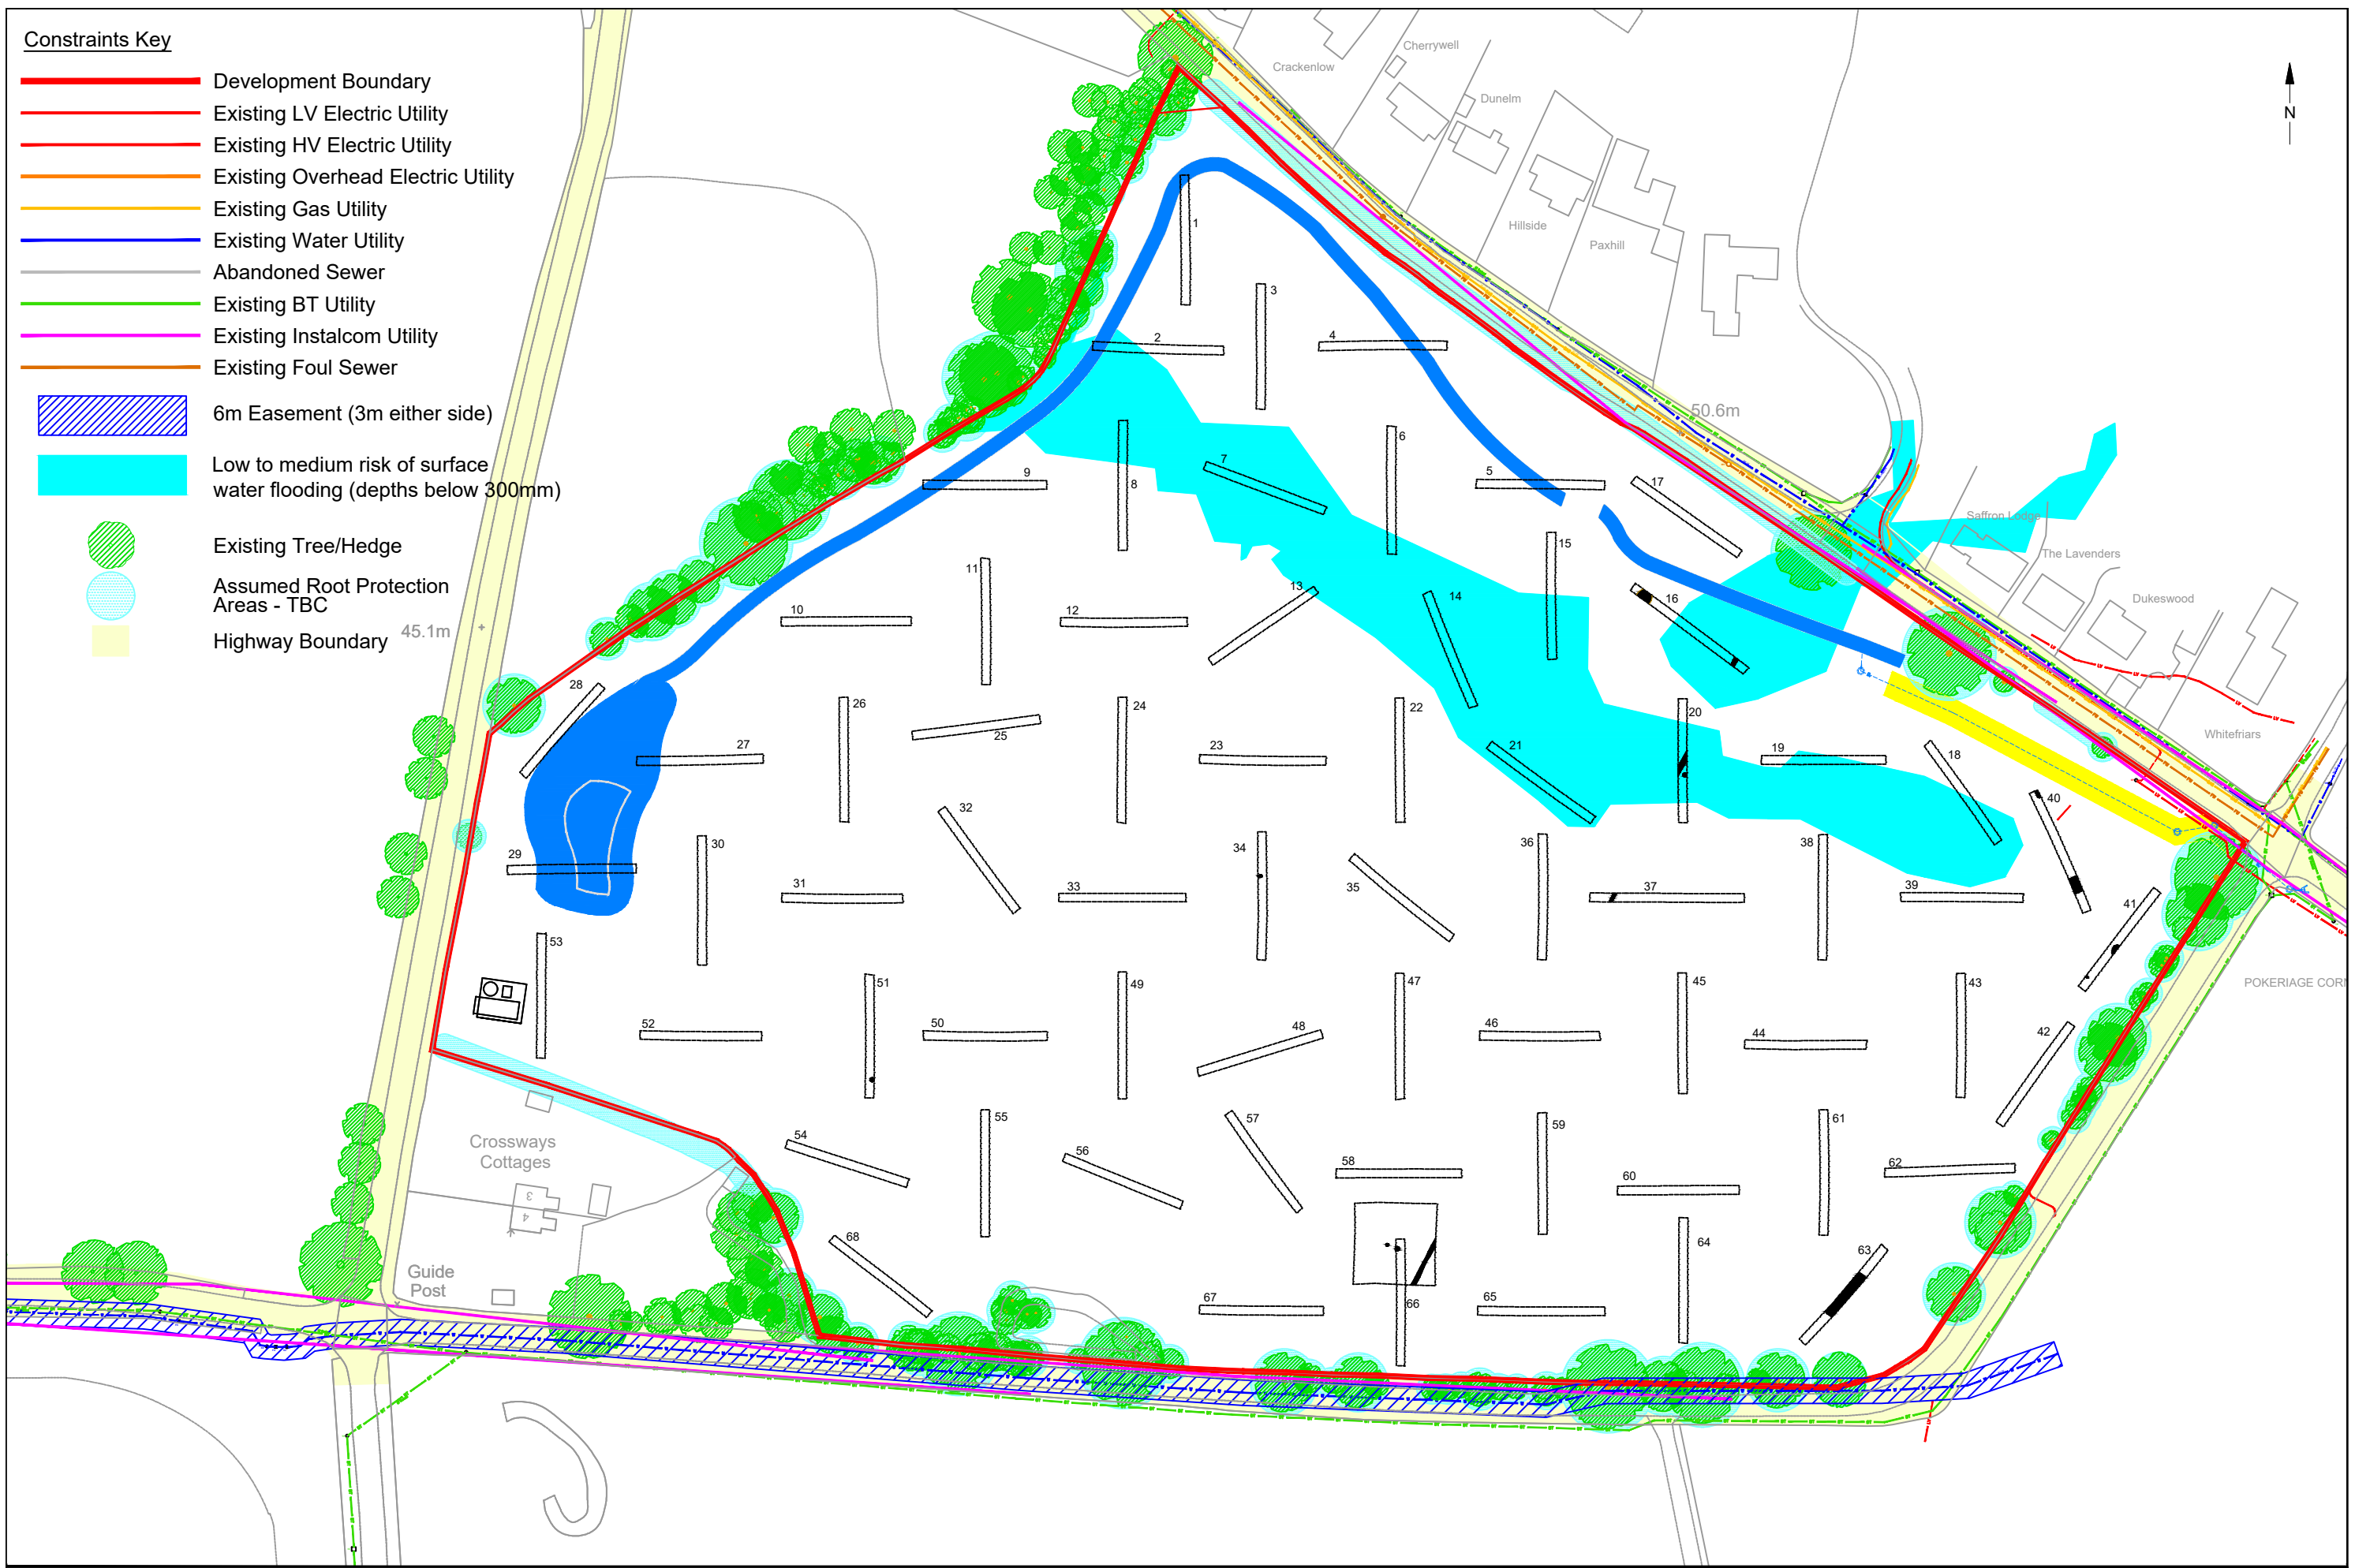 Constraints Key
Development Boundary
Existing LV Electric Utility
Existing HV Electric Utility
Existing Overhead Electric Utility
Existing Gas Utility
Existing Water Utility
Abandoned Sewer
Existing BT Utility
Existing Instalcom Utility
Existing Foul Sewer
6m Easement (3m either side)
Low to medium risk of surface
water flooding (depths below 300mm)
Existing Tree/Hedge
Assumed Root Protection
Areas - TBC
Highway Boundary
45.1m
Cherrywell
Crackenlow
Dunelm
Hillside
Paxhill
N
50.6m
Saffron Lodge
The Lavenders
Dukeswood
Whitefriars
POKERIAGE CORN
1
3
2
4
6
7
5
17
9
8
15
11
13
14
16
10
12
28
26
24
22
20
27
25
23
21
19
18
40
32
29
30
34
36
38
31
33
35
37
39
41
53
51
49
47
45
43
52
50
48
46
44
42
54
55
57
59
61
56
58
60
62
68
64
63
67
66
65
Crossways
Cottages
3
4
Guide
Post